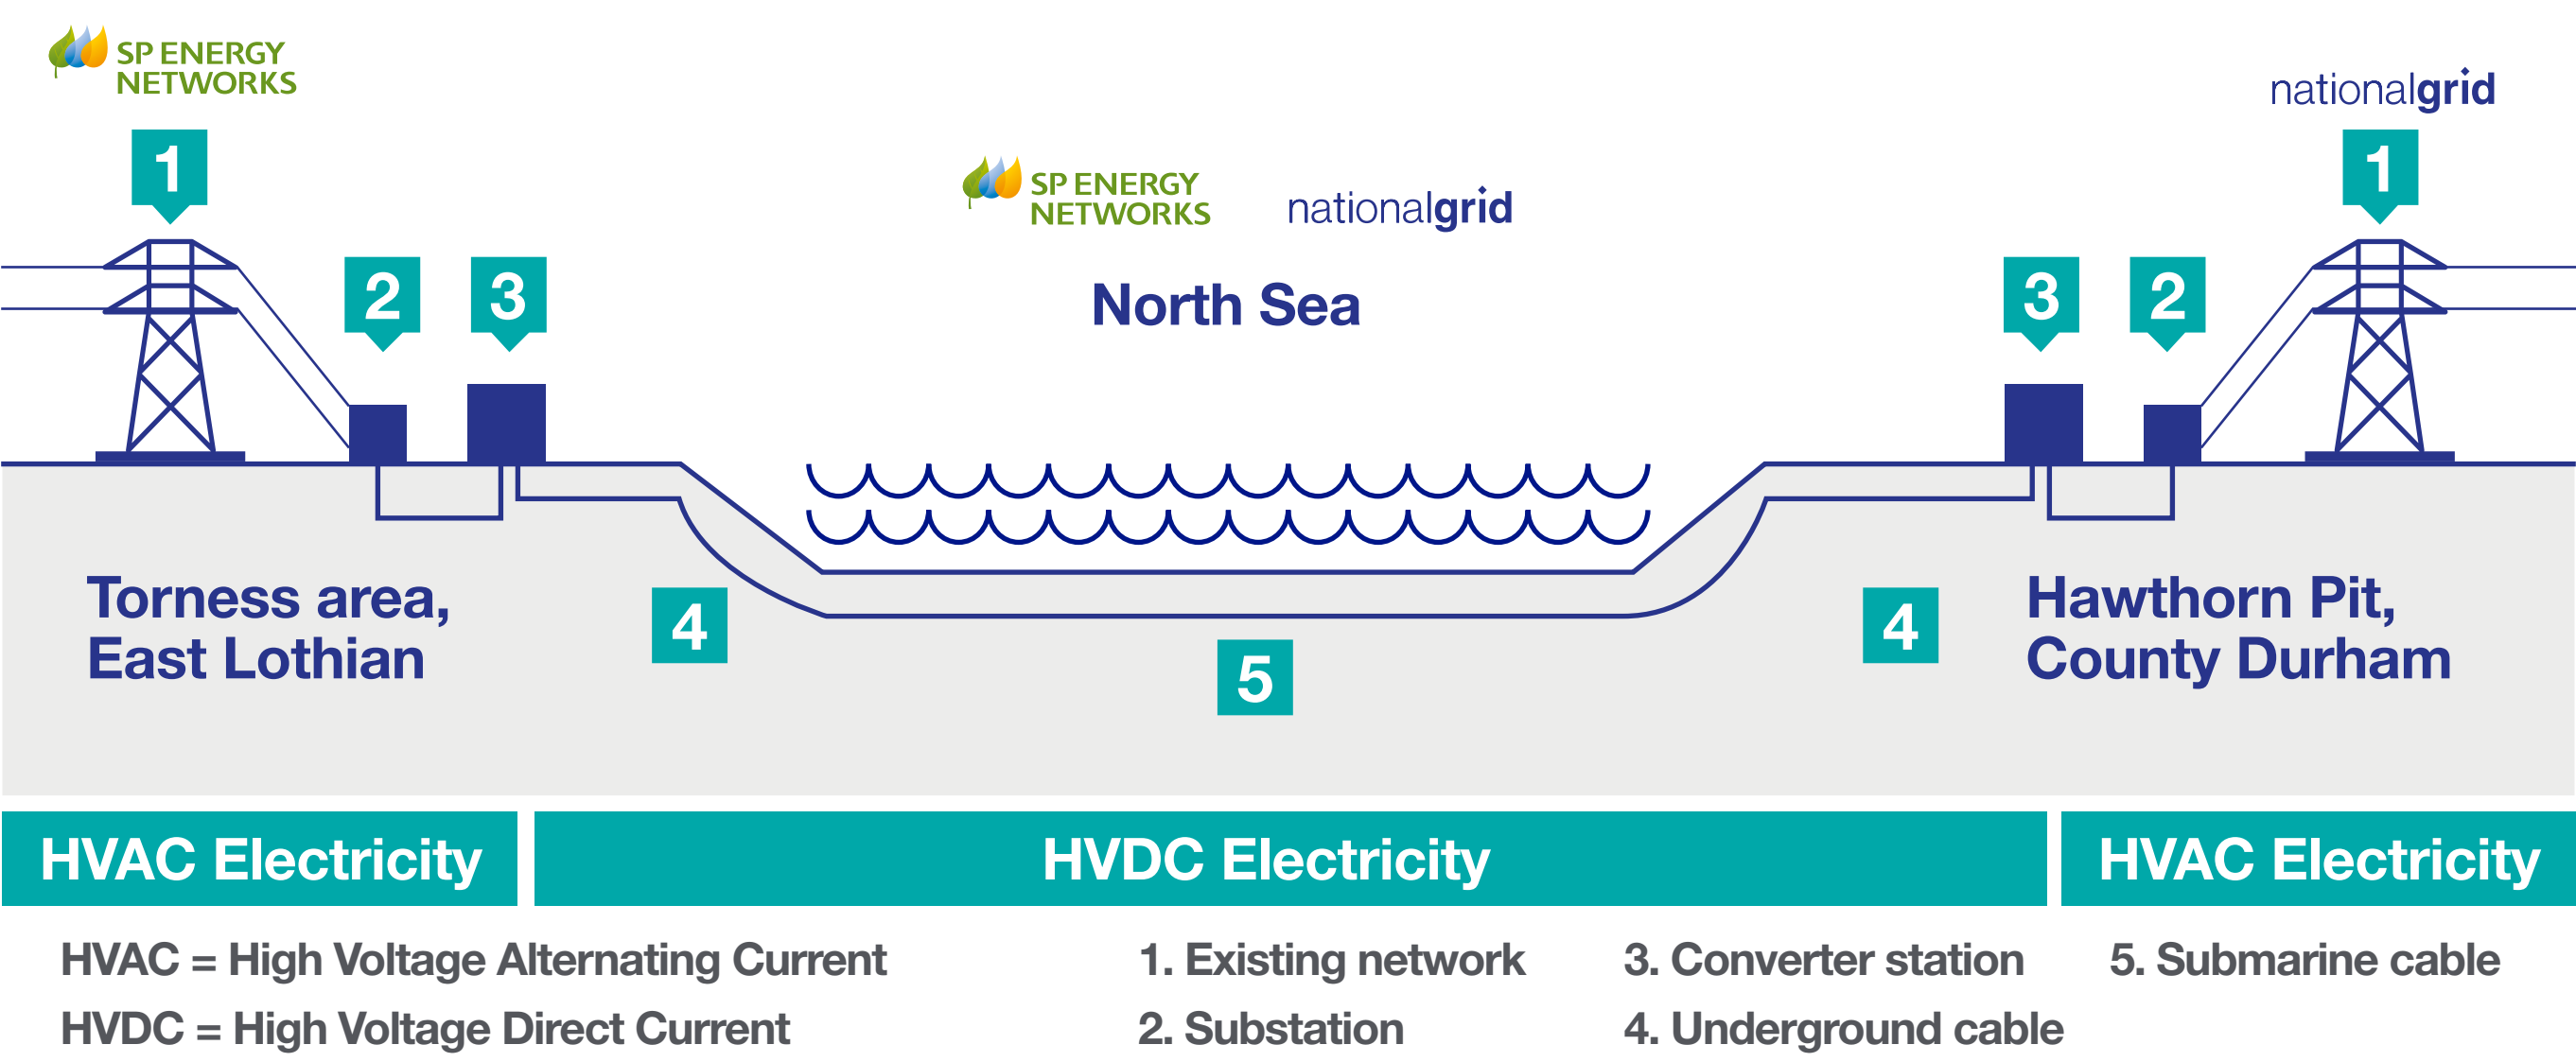 SP ENERGY
NETWORKS
nationalgrid
1
1
SP ENERGY
NETWORKS
nationalgrid
2
3
North Sea
3
2
Torness area,
East Lothian
4
5
4
Hawthorn Pit,
County Durham
HVAC Electricity
HVDC Electricity
HVAC Electricity
HVAC = High Voltage Alternating Current
HVDC = High Voltage Direct Current
1. Existing network
2. Substation
3. Converter station
4. Underground cable
5. Submarine cable